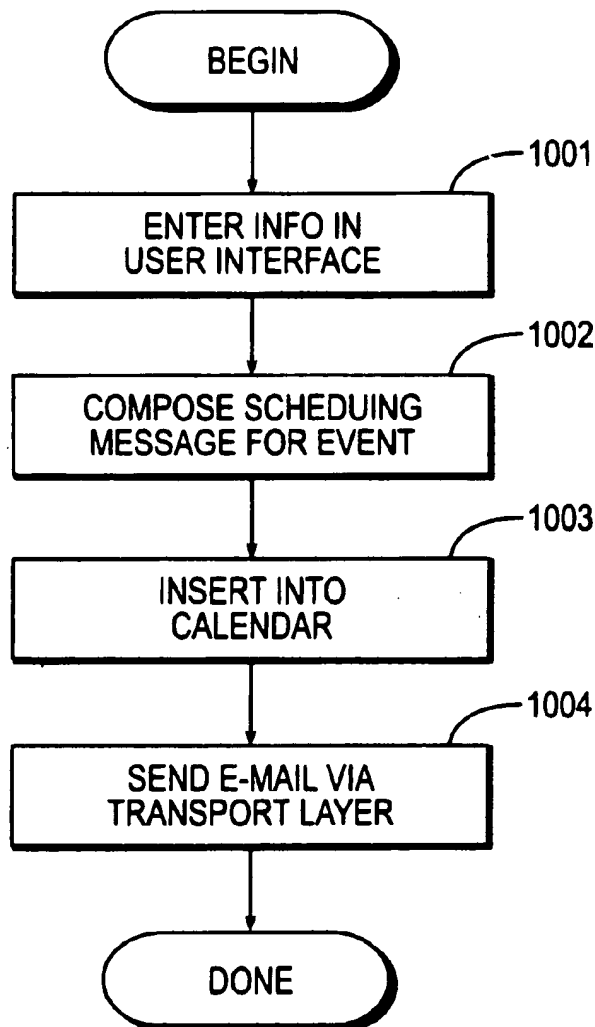 BEGIN
1001
ENTER INFO IN
USER INTERFACE
1002
COMPOSE SCHEDUING
MESSAGE FOR EVENT
1003
INSERT INTO
CALENDAR
1004
SEND E-MAIL VIA
TRANSPORT LAYER
DONE